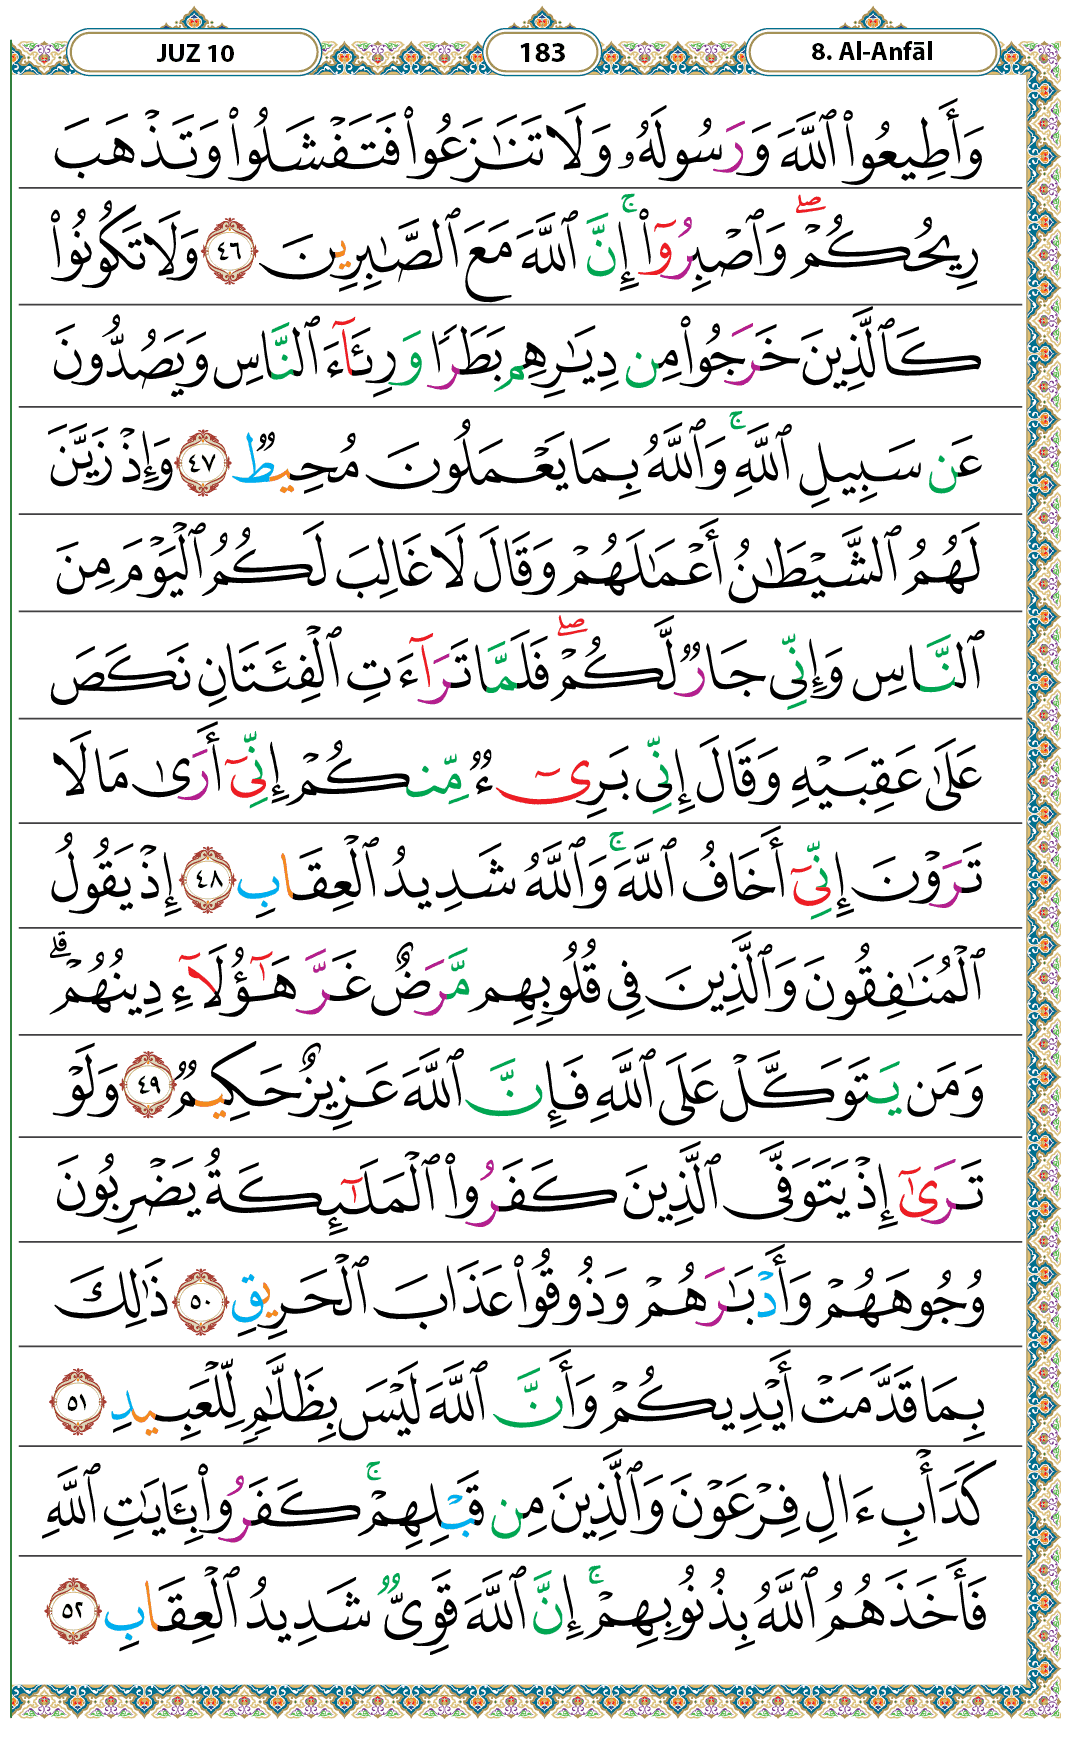 JUZ 10
183
8. Al-Anfāl
وَأَطِيعُوا۟ ٱللَّهَ وَرَسُولَهُۥ وَلَا تَنَـٰزَعُوا۟ فَتَفْشَلُوا۟ وَتَذْهَبَ
رِيحُكُمْ ۖ وَٱصْبِرُوٓا۟ ۚ إِنَّ ٱللَّهَ مَعَ ٱلصَّـٰبِرِينَ ٤٦ وَلَا تَكُونُوا۟
كَٱلَّذِينَ خَرَجُوا۟ مِن دِيَـٰرِهِم بَطَرًا وَرِئَآءَ ٱلنَّاسِ وَيَصُدُّونَ
عَن سَبِيلِ ٱللَّهِ ۚ وَٱللَّهُ بِمَا يَعْمَلُونَ مُحِيطٌ ٤٧ وَإِذْ زَيَّنَ
لَهُمُ ٱلشَّيْطَـٰنُ أَعْمَـٰلَهُمْ وَقَالَ لَا غَالِبَ لَكُمُ ٱلْيَوْمَ مِنَ
ٱلنَّاسِ وَإِنِّى جَارٌ لَّكُمْ ۖ فَلَمَّا تَرَآءَتِ ٱلْفِئَتَانِ نَكَصَ
عَلَىٰ عَقِبَيْهِ وَقَالَ إِنِّى بَرِىٓءٌ مِّنكُمْ إِنِّىٓ أَرَىٰ مَا لَا
تَرَوْنَ إِنِّىٓ أَخَافُ ٱللَّهَ ۚ وَٱللَّهُ شَدِيدُ ٱلْعِقَابِ ٤٨ إِذْ يَقُولُ
ٱلْمُنَـٰفِقُونَ وَٱلَّذِينَ فِى قُلُوبِهِم مَّرَضٌ غَرَّ هَـٰٓؤُلَآءِ دِينُهُمْ ۗ
وَمَن يَتَوَكَّلْ عَلَى ٱللَّهِ فَإِنَّ ٱللَّهَ عَزِيزٌ حَكِيمٌ ٤٩ وَلَوْ
تَرَىٰٓ إِذْ يَتَوَفَّى ٱلَّذِينَ كَفَرُوا۟ ٱلْمَلَـٰٓئِكَةُ يَضْرِبُونَ
وُجُوهَهُمْ وَأَدْبَـٰرَهُمْ وَذُوقُوا۟ عَذَابَ ٱلْحَرِيقِ ٥٠ ذَٰلِكَ
بِمَا قَدَّمَتْ أَيْدِيكُمْ وَأَنَّ ٱللَّهَ لَيْسَ بِظَلَّـٰمٍ لِّلْعَبِيدِ ٥١
كَدَأْبِ ءَالِ فِرْعَوْنَ وَٱلَّذِينَ مِن قَبْلِهِمْ ۚ كَفَرُوا۟ بِـَٔايَـٰتِ ٱللَّهِ
فَأَخَذَهُمُ ٱللَّهُ بِذُنُوبِهِمْ ۚ إِنَّ ٱللَّهَ قَوِىٌّ شَدِيدُ ٱلْعِقَابِ ٥٢